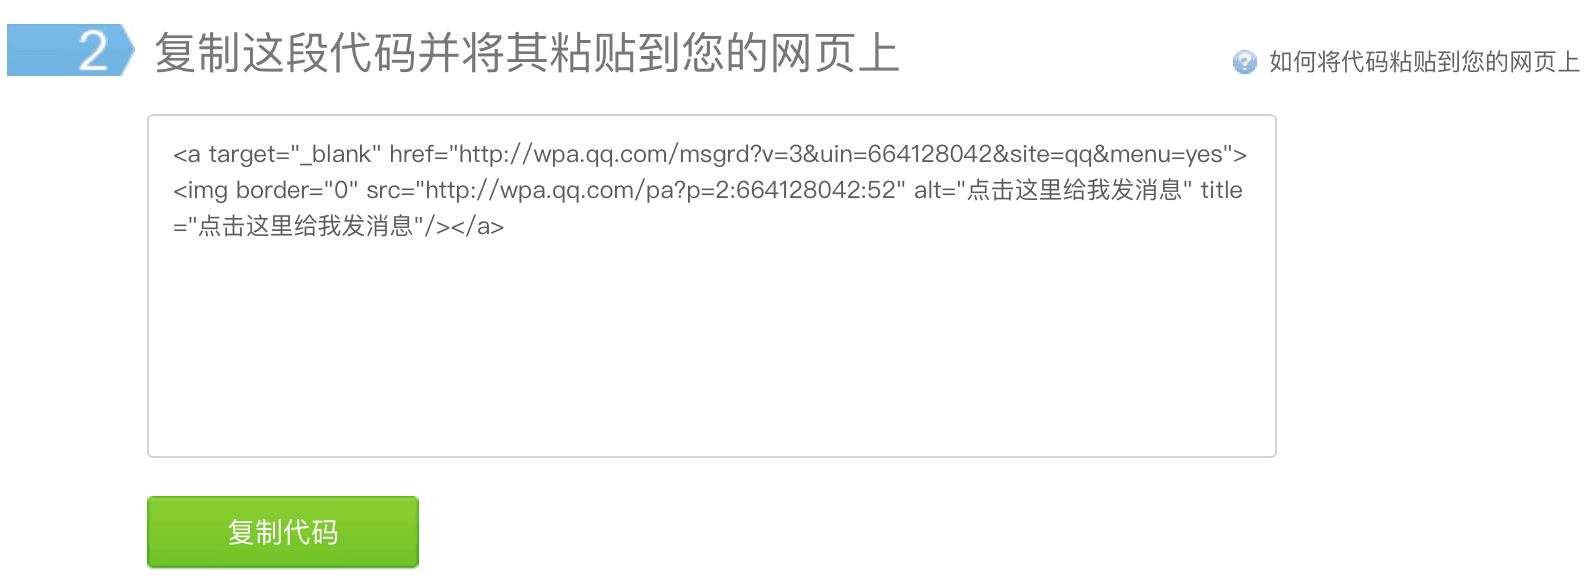 2 复制这段代码并将其粘贴到您的网页上
如何将代码粘贴到您的网页上
<a target="_blank" href="http://wpa.qq.com/msgrd?v=3&uin=664128042&site=qq&menu=yes">
<img border="0" src="http://wpa.qq.com/pa?p=2:664128042:52" alt="点击这里给我发消息" title
="点击这里给我发消息"/></a>
复制代码